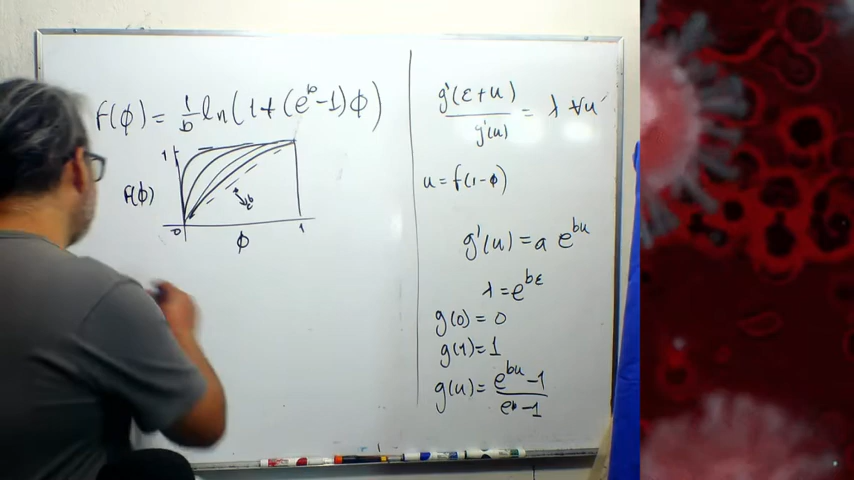 f(ϕ) = 1/b ln(1+(e^b-1)ϕ)
1
f(ϕ)
0
ϕ
1
g'(ε+u)/g'(u) = λ ∀u
u = f(1-ϕ)
g'(u) = a e^{bu}
λ = e^{bε}
g(0) = 0
g(1) = 1
g(u) = e^{bu}-1/e^b-1